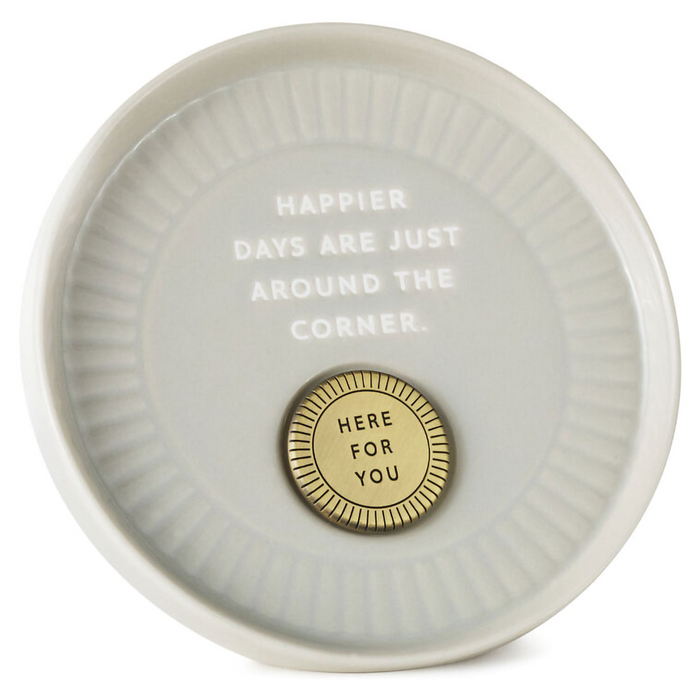 HAPPIER
DAYS ARE JUST
AROUND THE
CORNER.
HERE
FOR
YOU